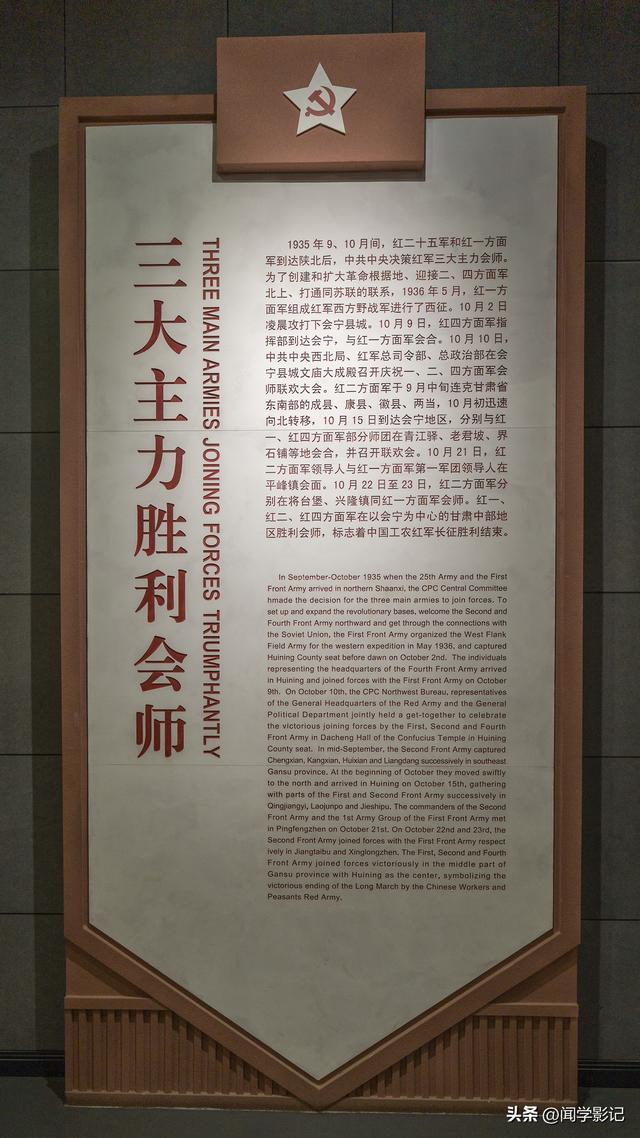 三大主力胜利会师
THREE MAIN ARMIES JOINING FORCES TRIUMPHANTLY
1935年9、10月间，红二十五军和红一方面
军到达陕北后，中共中央决策红军三大主力会师。
为了创建和扩大革命根据地、迎接二、四方面军
北上、打通同苏联的联系，1936年5月，红一方
面军组成红军西方野战军进行了西征。10月2日
凌晨攻打下会宁县城。10月9日，红四方面军指
挥部到达会宁，与红一方面军会合。10月10日，
中共中央西北局、红军总司令部、总政治部在会
宁县城文庙大成殿召开庆祝一、二、四方面军会
师联欢大会。红二方面军于9月中旬连克甘肃省
东南部的成县、康县、徽县、两当，10月初迅速
向北转移，10月15日到达会宁地区，分别与红
一、红四方面军部分师团在青江驿、老君坡、界
石铺等地会合，并召开联欢会。10月21日，红
二方面军领导人与红一方面军第一军团领导人在
平峰镇会面。10月22日至23日，红二方面军分
别在将台堡、兴隆镇同红一方面军会师。红一、
红二、红四方面军在以会宁为中心的甘肃中部地
区胜利会师，标志着中国工农红军长征胜利结束。
In September-October 1935 when the 25th Army and the First
Front Army arrived in northern Shaanxi, the CPC Central Committee
hmade the decision for the three main armies to join forces. To
set up and expand the revolutionary bases, welcome the Second and
Fourth Front Army northward and get through the connections with
the Soviet Union, the First Front Army organized the West Flank
Field Army for the western expedition in May 1936, and captured
Huining County seat before dawn on October 2nd. The individuals
representing the headquarters of the Fourth Front Army arrived
in Huining and joined forces with the First Front Army on October
9th. On October 10th, the CPC Northwest Bureau, representatives
of the General Headquarters of the Red Army and the General
Political Department jointly held a get-together to celebrate
the victorious joining forces by the First, Second and Fourth
Front Army in Dacheng Hall of the Confucius Temple in Huining
County seat. In mid-September, the Second Front Army captured
Chengxian, Kangxian, Huixian and Liangdang successively in southeast
Gansu province. At the beginning of October they moved swiftly
to the north and arrived in Huining on October 15th, gathering
with parts of the First and Second Front Army successively in
Qingjiangyi, Laojunpo and Jieshipu. The commanders of the Second
Front Army and the 1st Army Group of the First Front Army met
in Pingfengzhen on October 21st. On October 22nd and 23rd, the
Second Front Army joined forces with the First Front Army respect
ively in Jiangtaibu and Xinglongzhen. The First, Second and Fourth
Front Army joined forces victoriously in the middle part of
Gansu province with Huining as the center, symbolizing the
victorious ending of the Long March by the Chinese Workers and
Peasants Red Army.
头条 @闻学影记